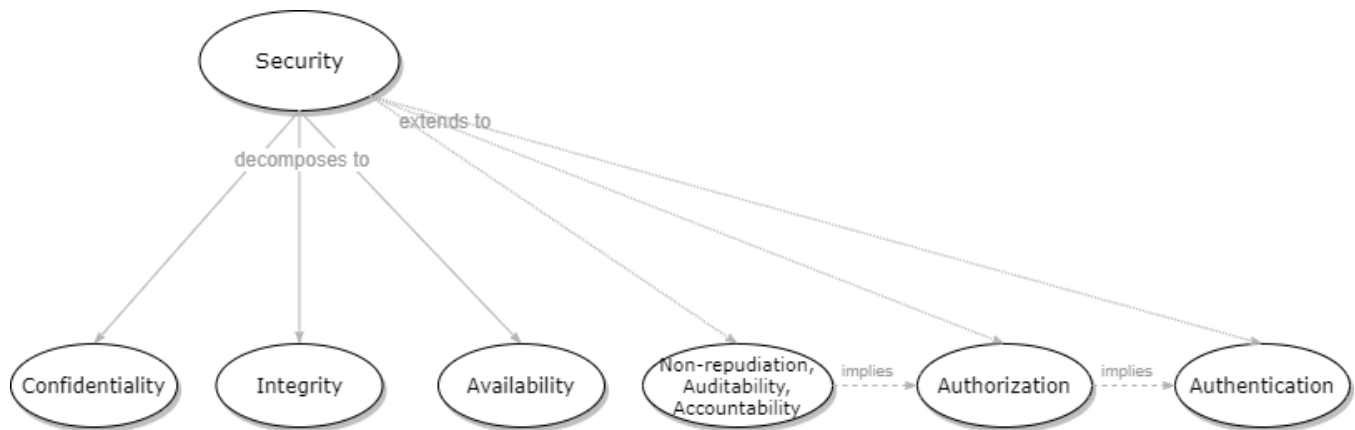 Security
extends to
decomposes to
Confidentiality
Integrity
Availability
Non-repudiation,
Auditability,
Accountability
implies
Authorization
implies
Authentication